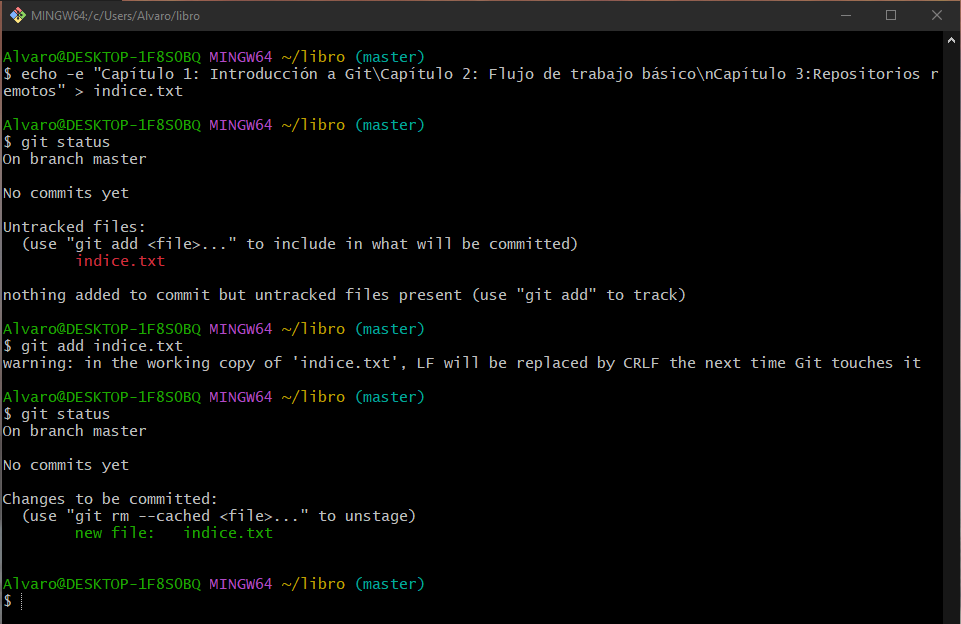 MINGW64:/c/Users/Alvaro/libro
Alvaro@DESKTOP-1F8S0BQ MINGW64 ~/libro (master)
$ echo -e "Capítulo 1: Introducción a Git\Capítulo 2: Flujo de trabajo básico\nCapítulo 3:Repositorios r
emotos" > indice.txt
Alvaro@DESKTOP-1F8S0BQ MINGW64 ~/libro (master)
$ git status
On branch master
No commits yet
Untracked files:
  (use "git add <file>..." to include in what will be committed)
        indice.txt
nothing added to commit but untracked files present (use "git add" to track)
Alvaro@DESKTOP-1F8S0BQ MINGW64 ~/libro (master)
$ git add indice.txt
warning: in the working copy of 'indice.txt', LF will be replaced by CRLF the next time Git touches it
Alvaro@DESKTOP-1F8S0BQ MINGW64 ~/libro (master)
$ git status
On branch master
No commits yet
Changes to be committed:
  (use "git rm --cached <file>..." to unstage)
        new file:   indice.txt
Alvaro@DESKTOP-1F8S0BQ MINGW64 ~/libro (master)
$